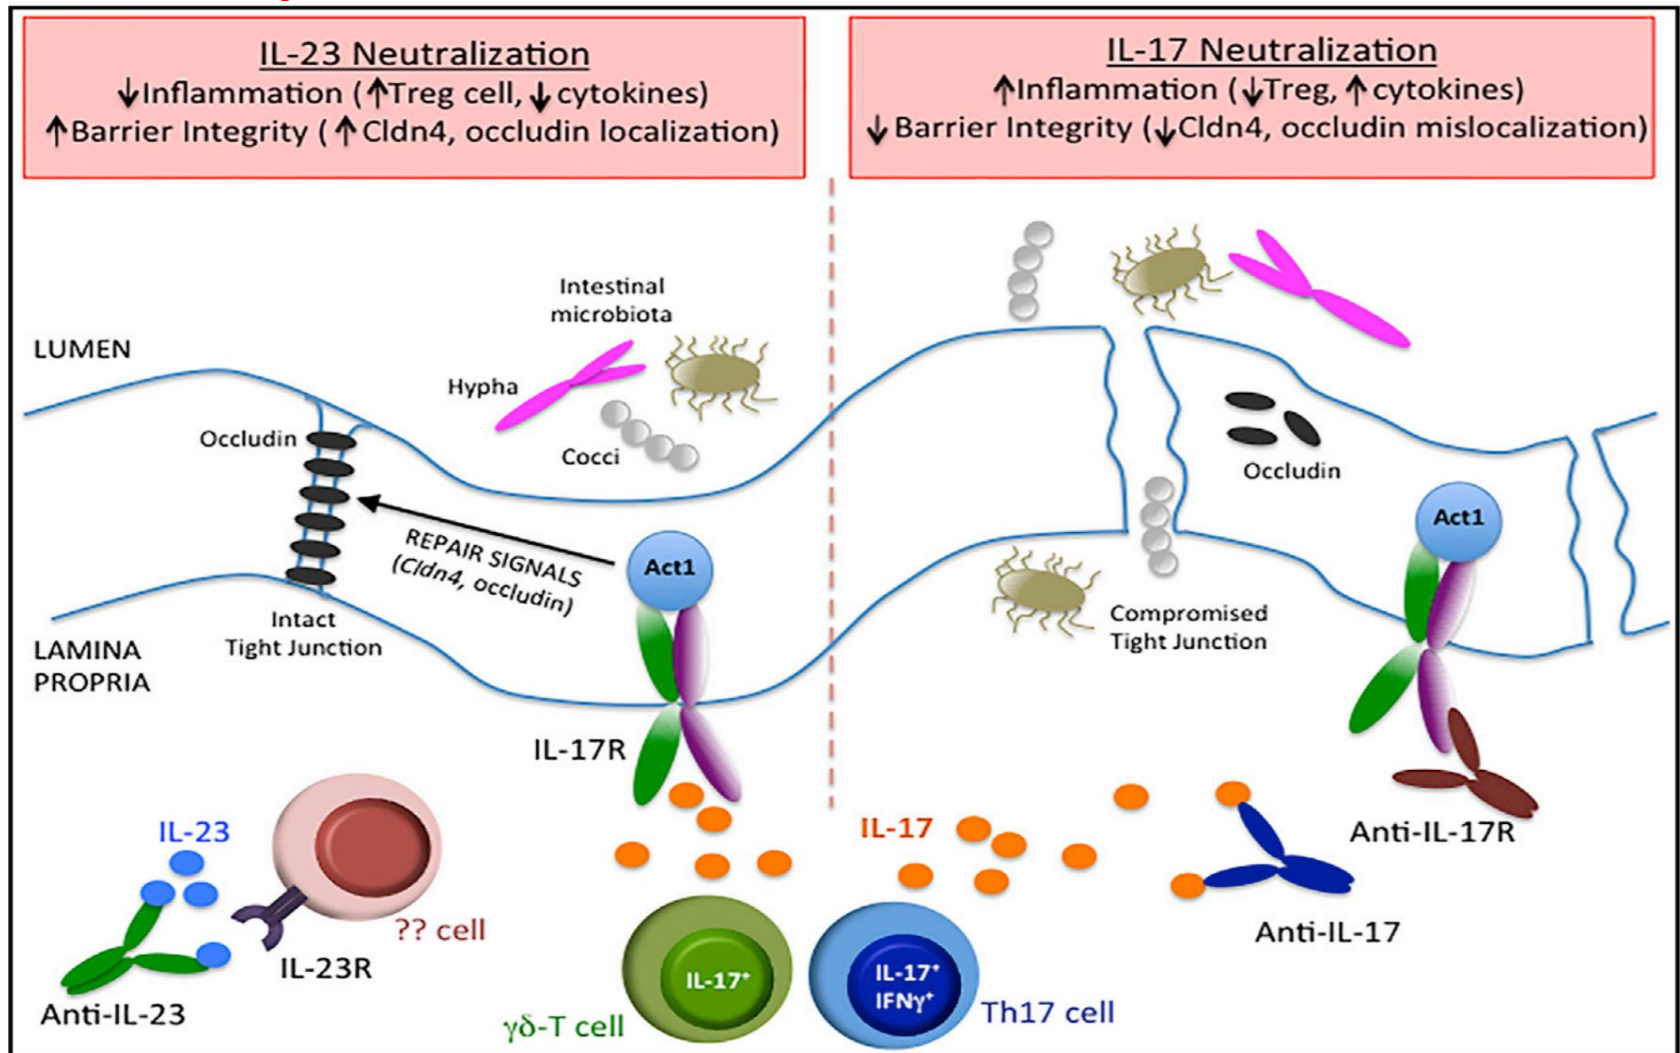 IL-23 Neutralization
↓Inflammation (↑Treg cell, ↓cytokines)
↑Barrier Integrity (↑Cldn4, occludin localization)
IL-17 Neutralization
↑Inflammation (↓Treg, ↑cytokines)
↓Barrier Integrity (↓Cldn4, occludin mislocalization)
LUMEN
Intestinal
microbiota
Hypha
Cocci
Occludin
REPAIR SIGNALS
(Cldn4, occludin)
Act1
Intact
Tight Junction
LAMINA
PROPRIA
IL-17R
IL-23
?? cell
IL-23R
Anti-IL-23
IL-17⁺
γδ-T cell
IL-17⁺
IFNγ⁺
Th17 cell
IL-17
Occludin
Act1
Compromised
Tight Junction
Anti-IL-17R
Anti-IL-17